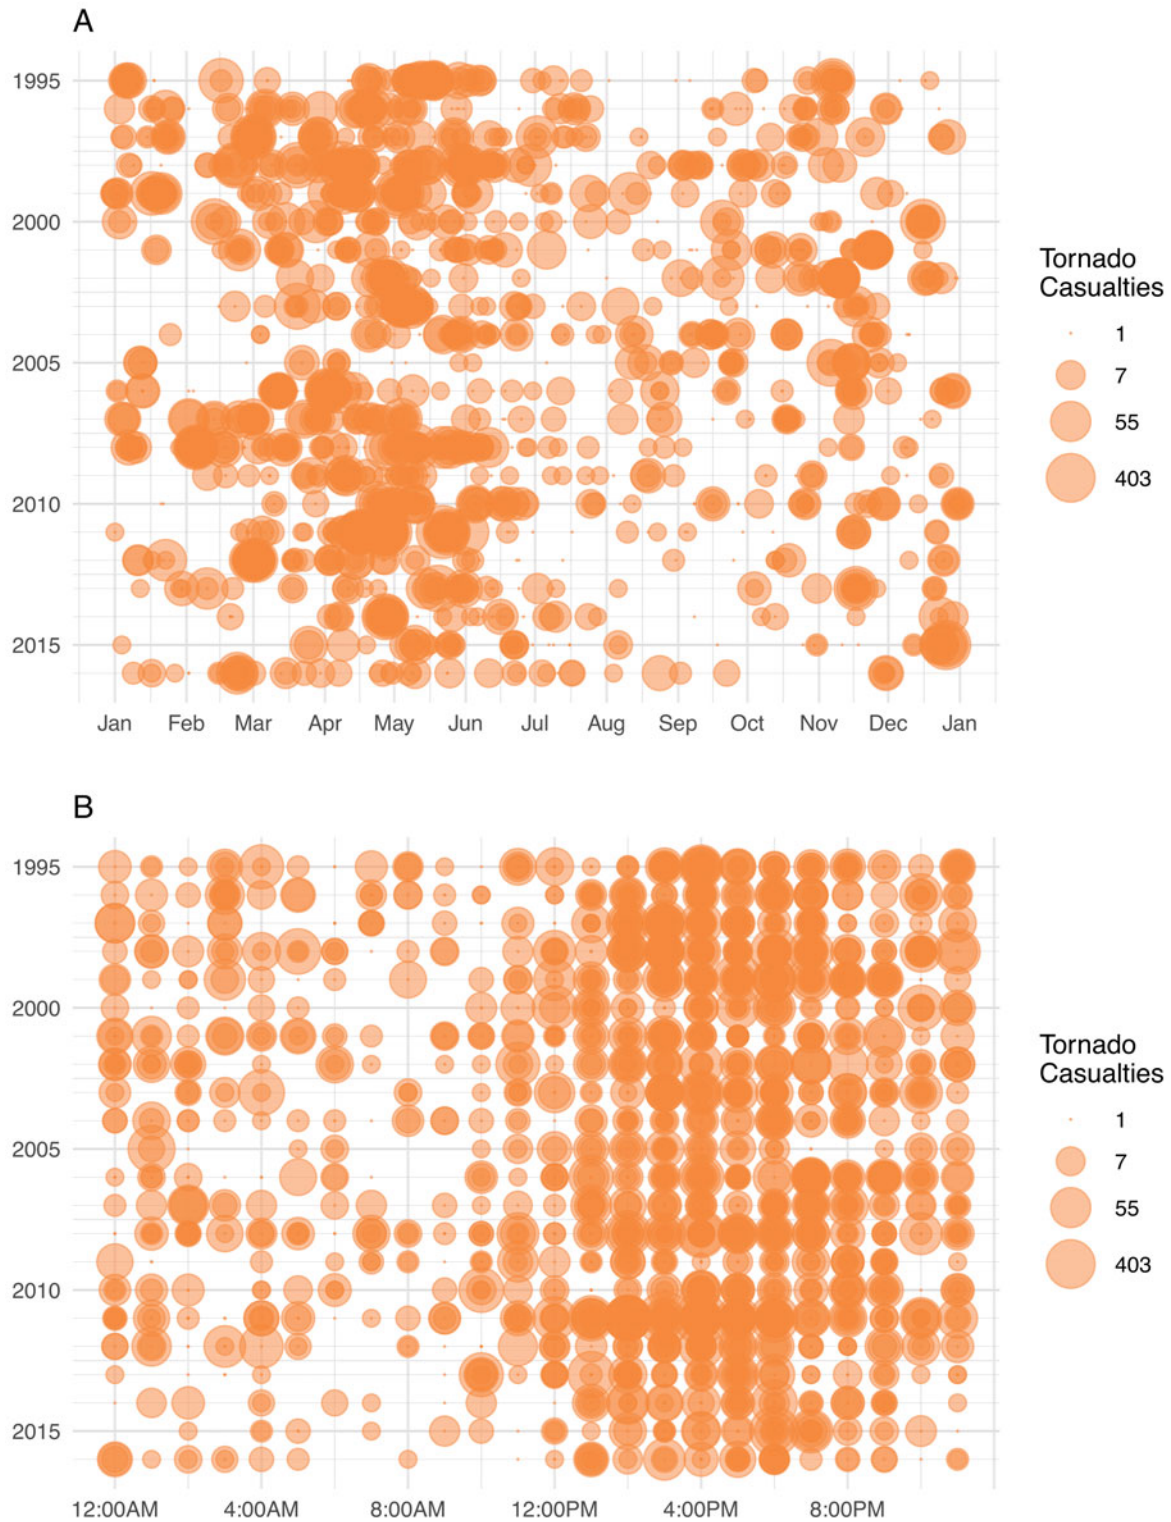 A
1995
2000
2005
2010
2015
Jan Feb Mar Apr May Jun Jul Aug Sep Oct Nov Dec Jan
Tornado
Casualties
1
7
55
403
B
1995
2000
2005
2010
2015
12:00AM 4:00AM 8:00AM 12:00PM 4:00PM 8:00PM
Tornado
Casualties
1
7
55
403